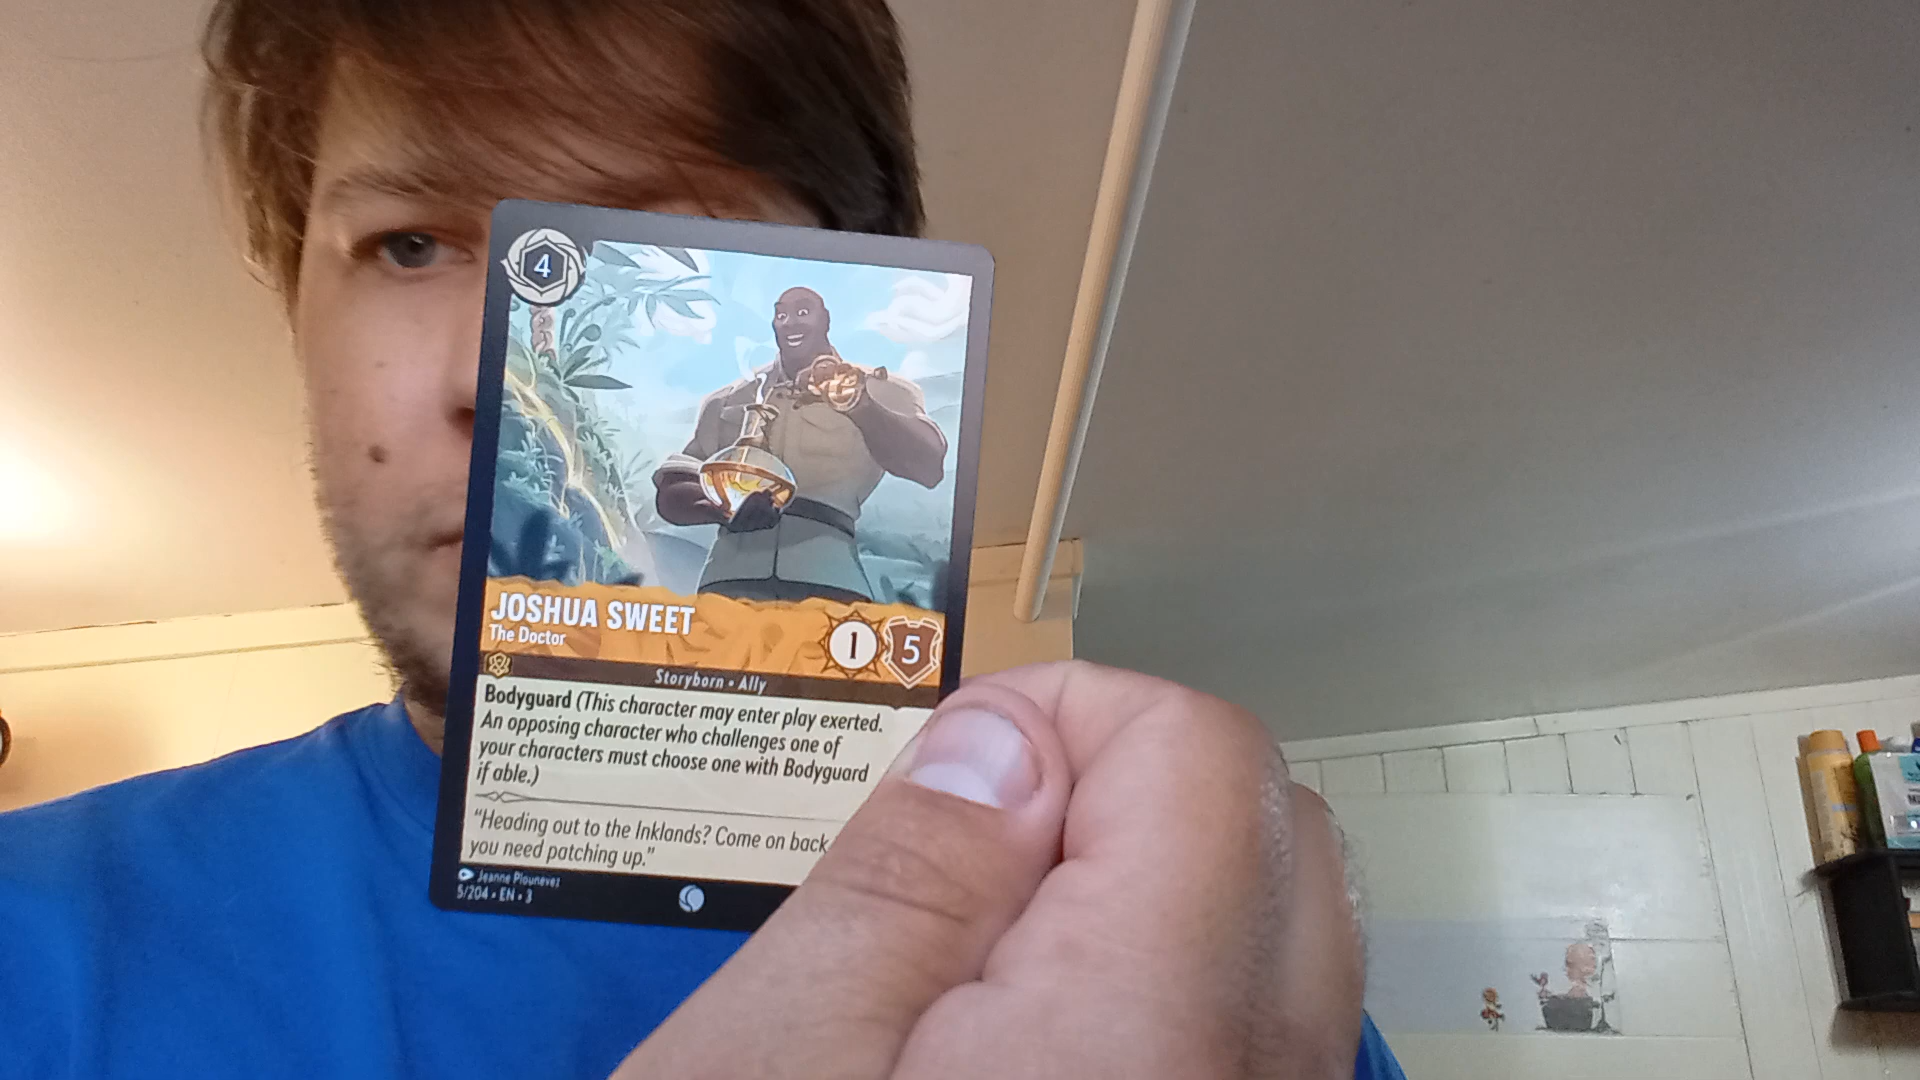 4
JOSHUA SWEET
The Doctor
1 5
Storyborn • Ally
Bodyguard (This character may enter play exerted.
An opposing character who challenges one of
your characters must choose one with Bodyguard
if able.)
"Heading out to the Inklands? Come on back
you need patching up."
Jeanne Plounevez
5/204 • EN • 3